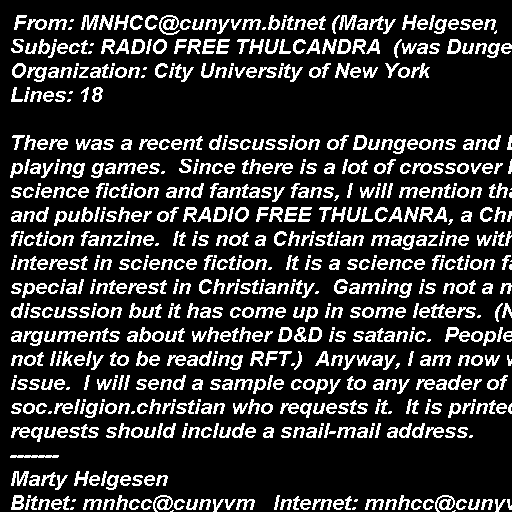 From: MNHCC@cunyvm.bitnet (Marty Helgesen
Subject: RADIO FREE THULCANDRA  (was Dunge
Organization: City University of New York
Lines: 18

There was a recent discussion of Dungeons and
playing games.  Since there is a lot of crossover
science fiction and fantasy fans, I will mention tha
and publisher of RADIO FREE THULCANRA, a Chr
fiction fanzine.  It is not a Christian magazine with
interest in science fiction.  It is a science fiction fa
special interest in Christianity.  Gaming is not a m
discussion but it has come up in some letters.  (N
arguments about whether D&D is satanic.  People
not likely to be reading RFT.)  Anyway, I am now w
issue.  I will send a sample copy to any reader of
soc.religion.christian who requests it.  It is printed
requests should include a snail-mail address.
-------
Marty Helgesen
Bitnet: mnhcc@cunyvm   Internet: mnhcc@cunyv